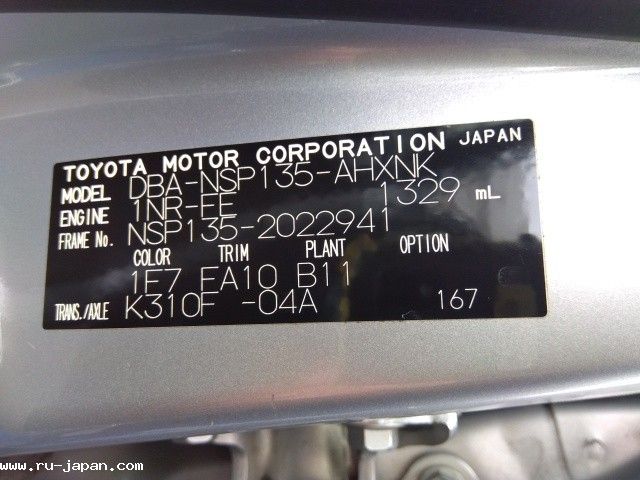 TOYOTA MOTOR CORPORATION JAPAN
MODEL DBA-NSP135-AHXNK
ENGINE 1NR-FE 1329 mL
FRAME No. NSP135-2022941
COLOR TRIM PLANT OPTION
1E7 FA10 B11
TRANS./AXLE K310F -04A 167
www.ru-japan.com